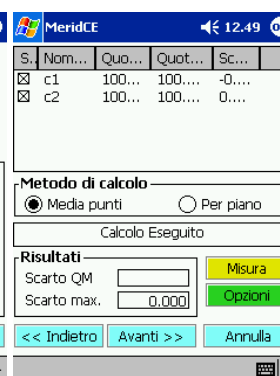 MeridCE 12.49
S. Nom... Quo... Quot... Sc...
c1 100... 100.... -0....
c2 100... 100.... 0....
Metodo di calcolo
Media punti Per piano
Calcolo Eseguito
Risultati
Scarto QM
Scarto max. 0.000
Misura
Opzioni
<< Indietro Avanti >> Annulla